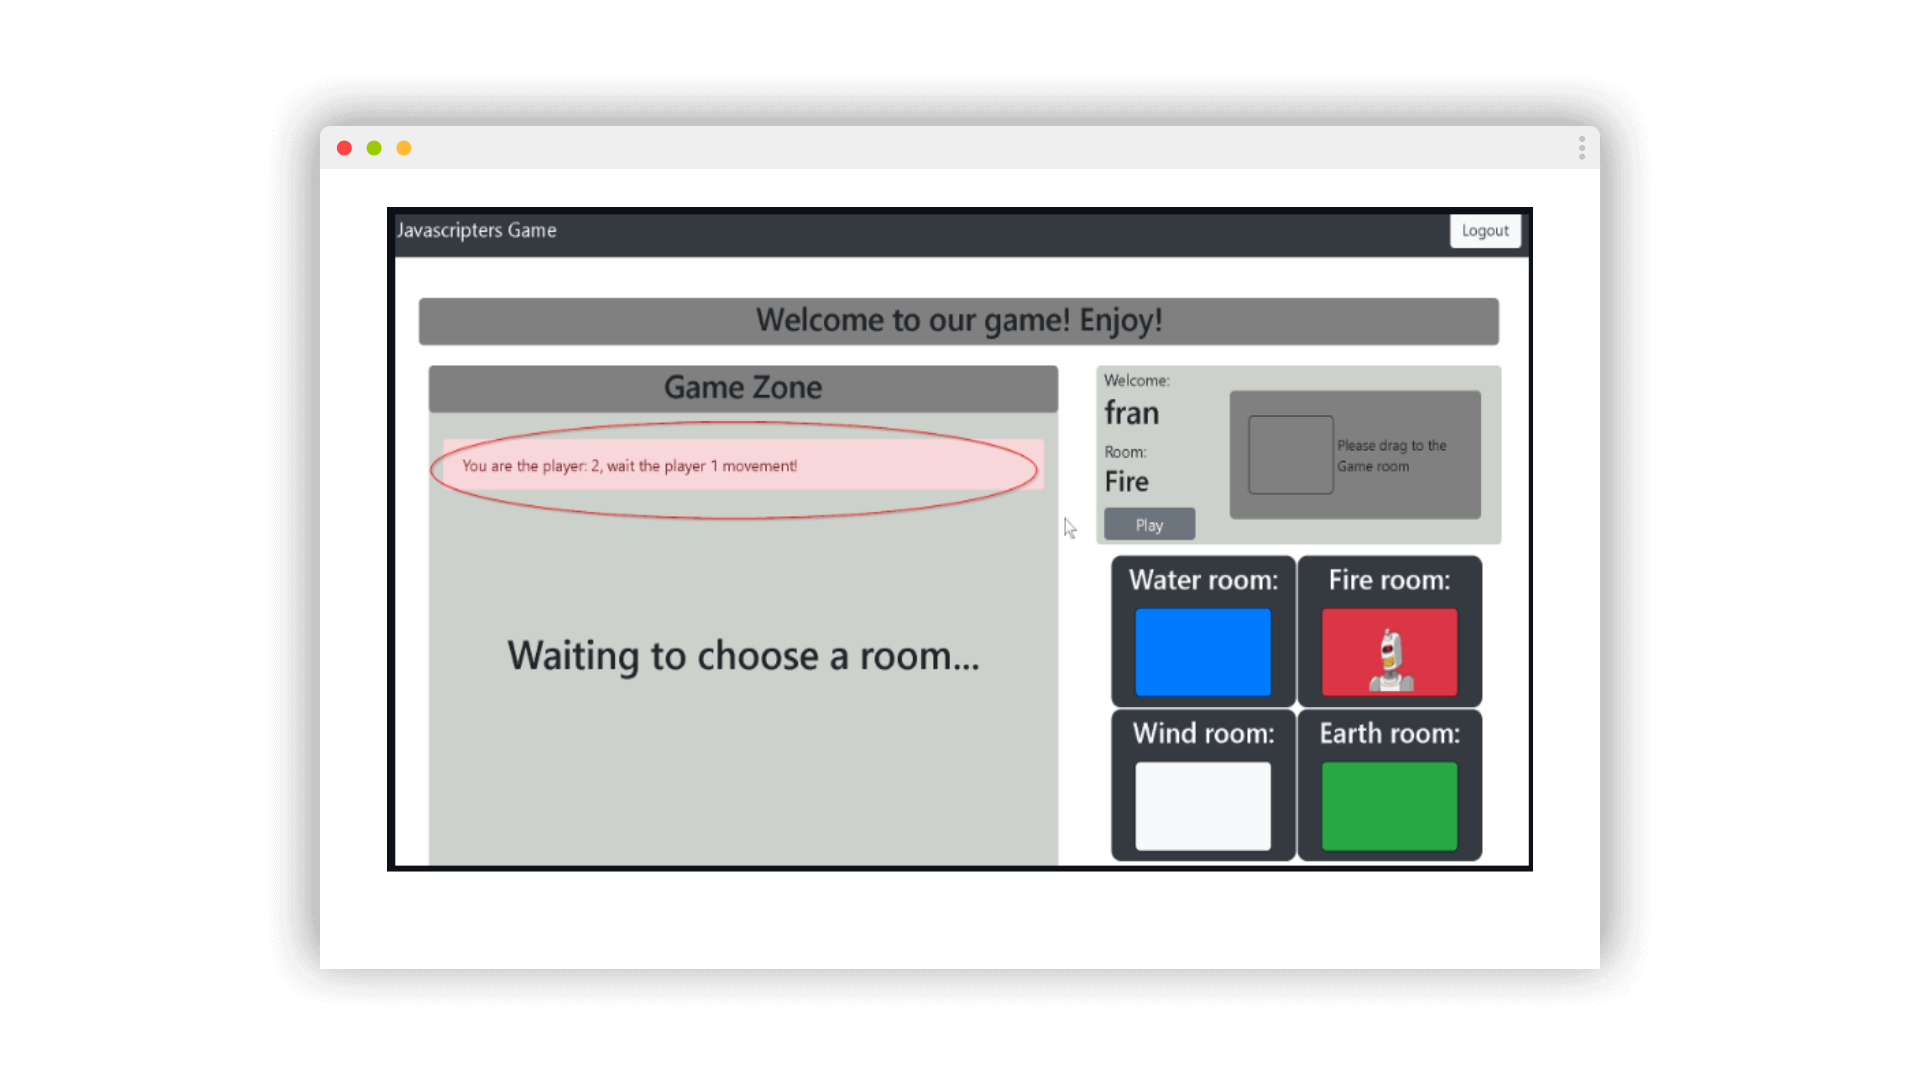 Javascripters Game
Logout
Welcome to our game! Enjoy!
Game Zone
You are the player: 2, wait the player 1 movement!
Waiting to choose a room...
Welcome:
fran
Room:
Fire
Play
Please drag to the
Game room
Water room:
Fire room:
Wind room:
Earth room: